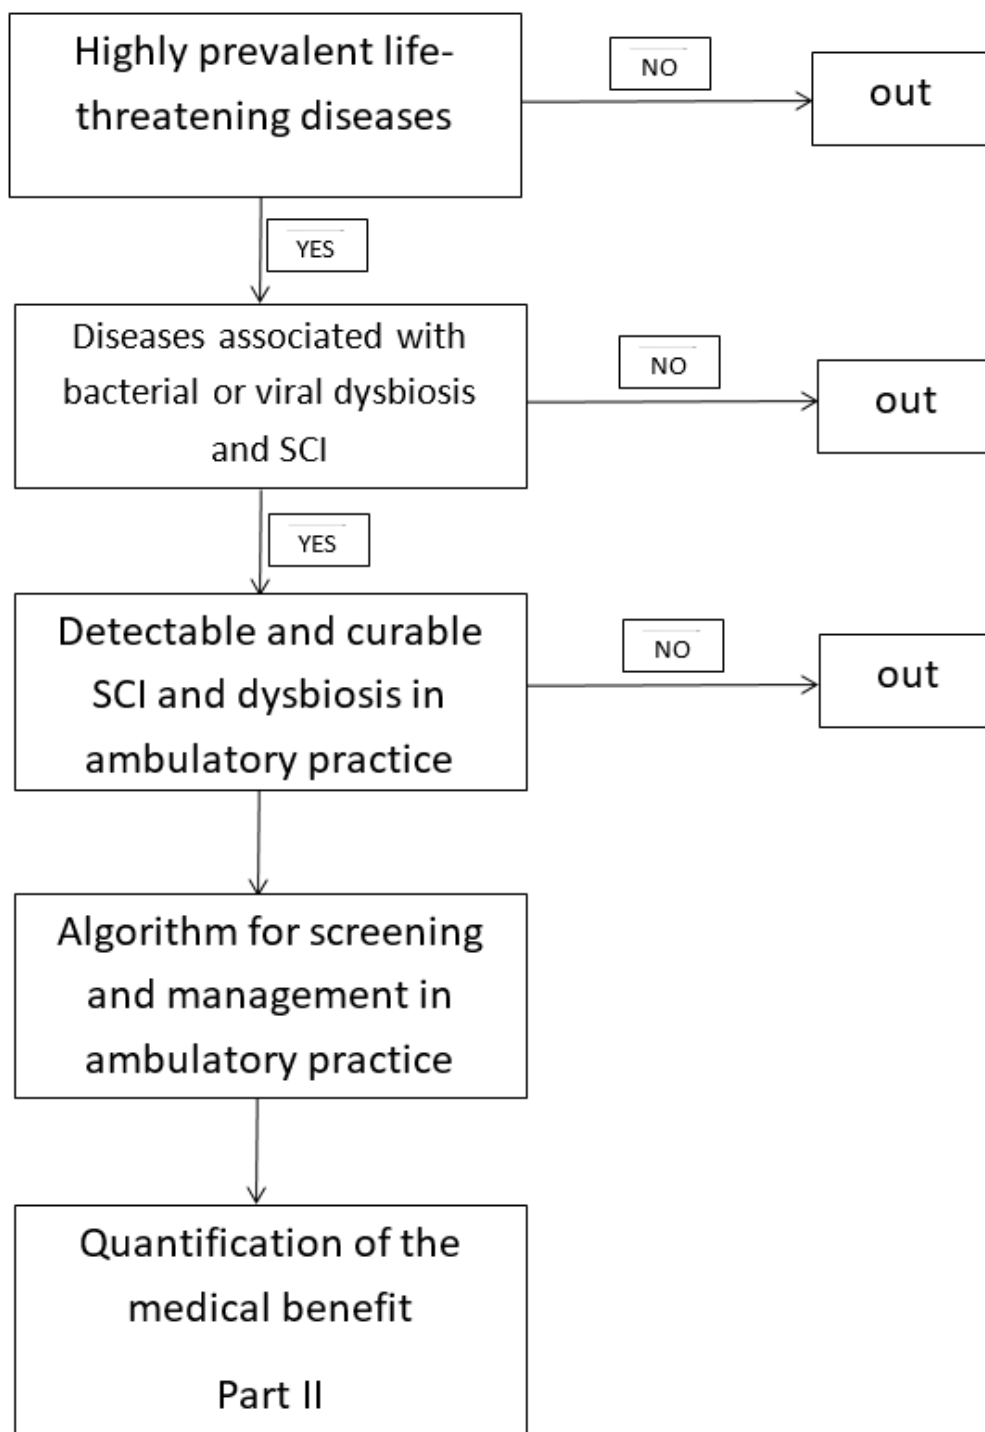 Highly prevalent life-
threatening diseases
NO
out
YES
Diseases associated with
bacterial or viral dysbiosis
and SCI
NO
out
YES
Detectable and curable
SCI and dysbiosis in
ambulatory practice
NO
out
Algorithm for screening
and management in
ambulatory practice
Quantification of the
medical benefit
Part II